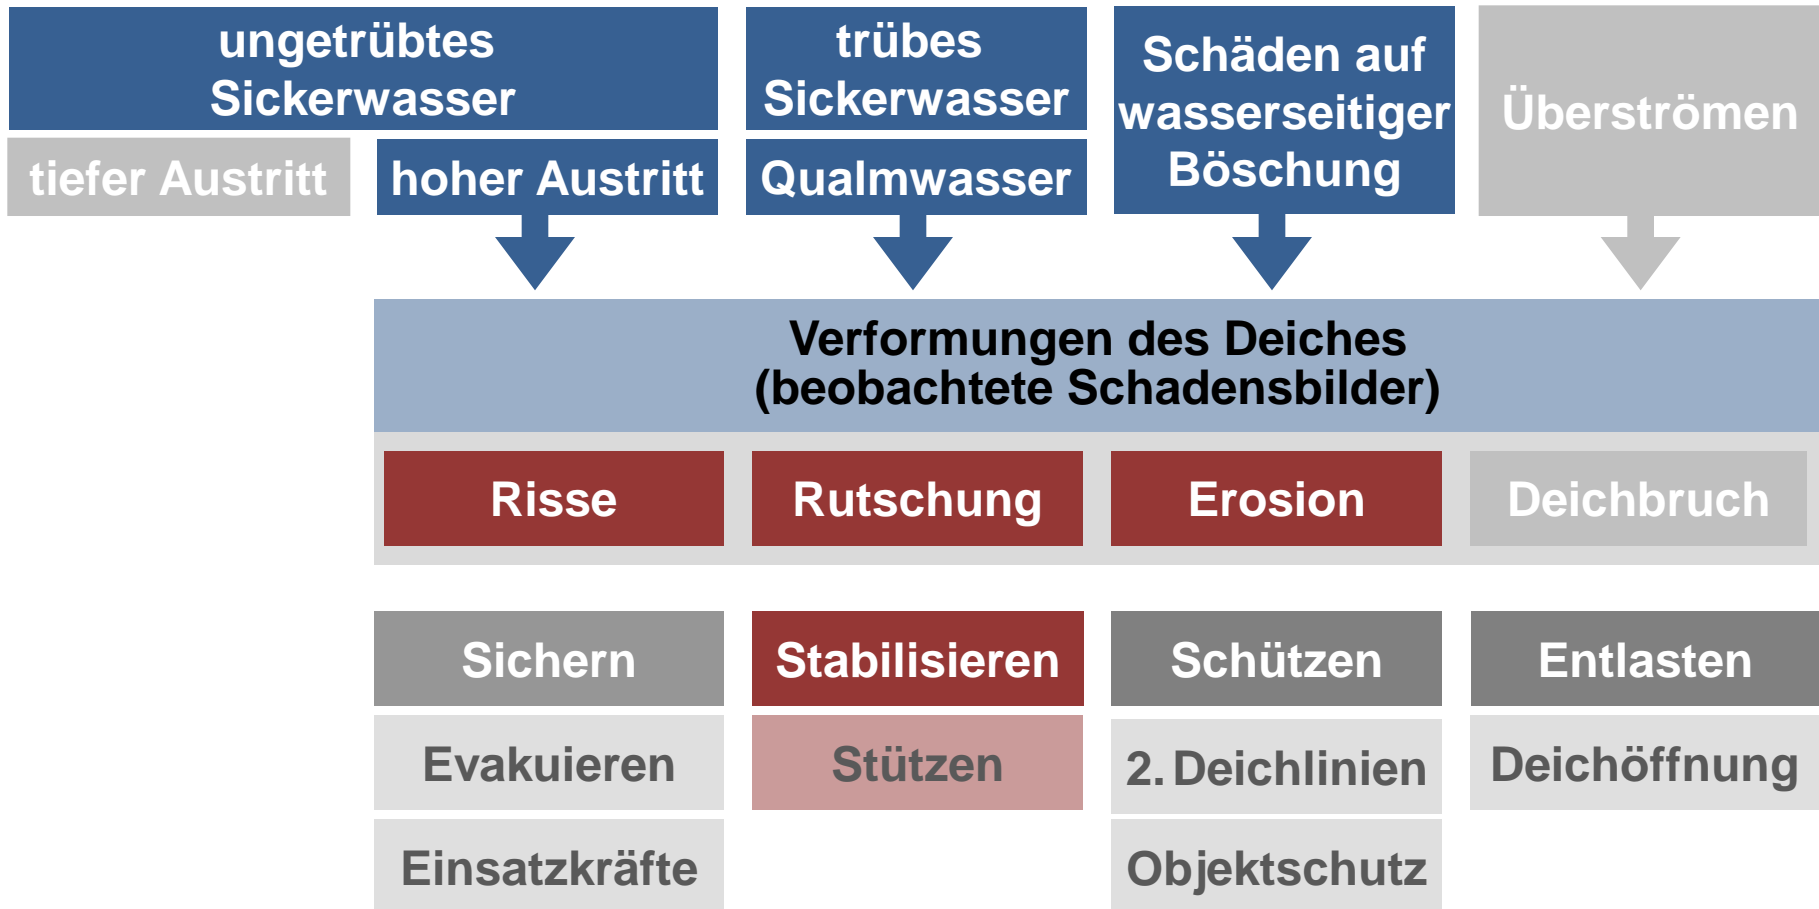 ungetrübtes
Sickerwasser
tiefer Austritt
hoher Austritt
trübes
Sickerwasser
Qualmwasser
Schäden auf
wasserseitiger
Böschung
Überströmen
Verformungen des Deiches
(beobachtete Schadensbilder)
Risse
Rutschung
Erosion
Deichbruch
Sichern
Stabilisieren
Schützen
Entlasten
Evakuieren
Stützen
2. Deichlinien
Deichöffnung
Einsatzkräfte
Objektschutz